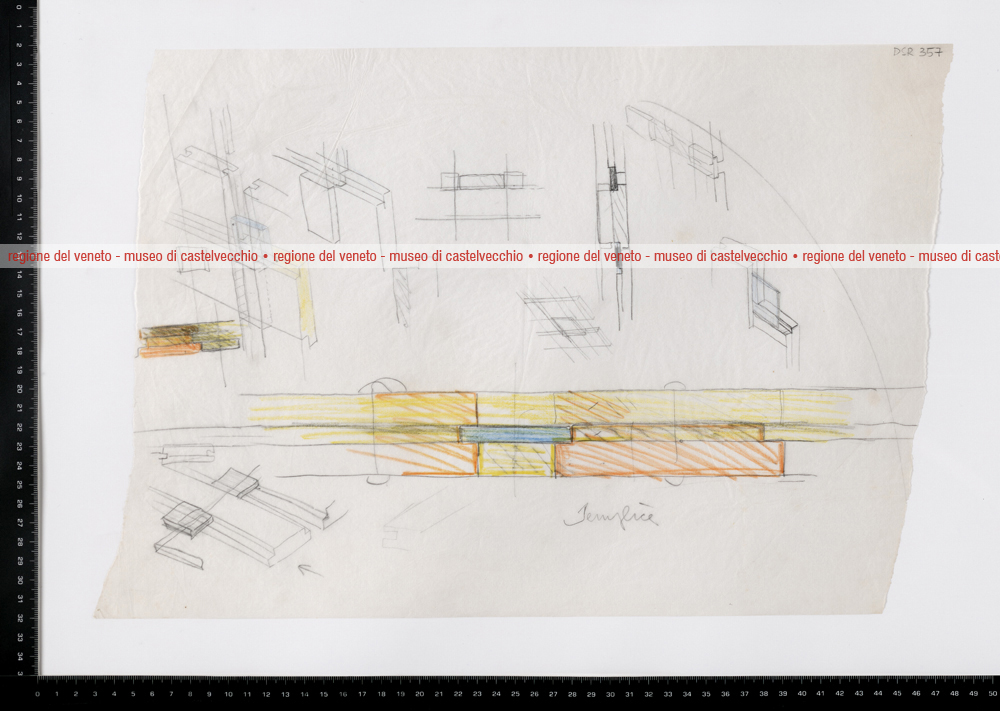 DSR 357
regione del veneto - museo di castelvecchio • regione del veneto - museo di castelvecchio • regione del veneto - museo di castelvecchio • regione del veneto - museo di cast
0 1 2 3 4 5 6 7 8 9 10 11 12 14 15 16 17 18 19 20 21 22 23 24 25 26 27 28 29 30 31 32 33 34
0 1 2 3 4 5 6 7 8 9 10 11 12 13 14 15 16 17 18 19 20 21 22 23 24 25 26 27 28 29 30 31 32 33 34 35 36 37 38 39 40 41 42 43 44 45 46 47 48 49 50